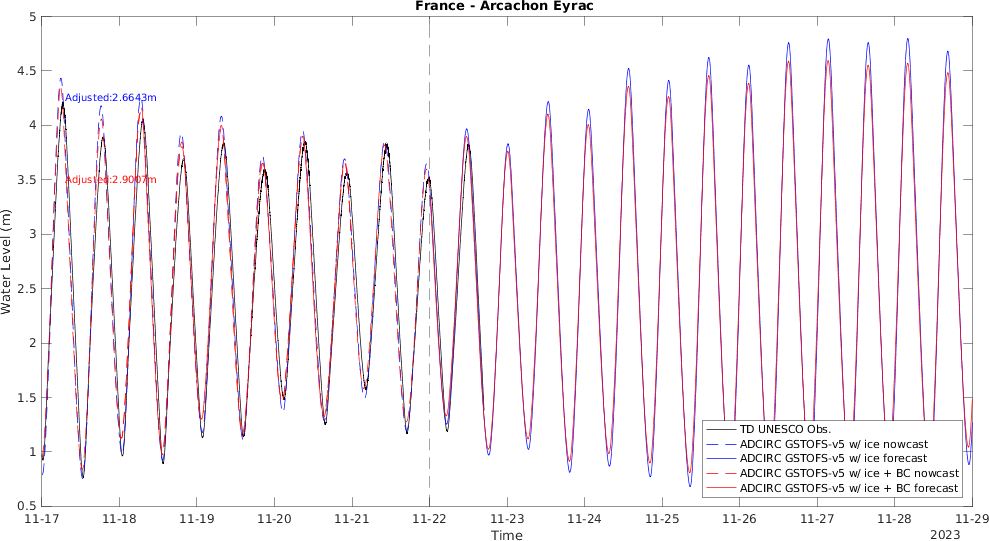 France - Arcachon Eyrac
Water Level (m)
5
4.5
4
3.5
3
2.5
2
1.5
1
0.5
Adjusted:2.6643m
Adjusted:2.9007m
TD UNESCO Obs.
ADCIRC GSTOFS-v5 w/ ice nowcast
ADCIRC GSTOFS-v5 w/ ice forecast
ADCIRC GSTOFS-v5 w/ ice + BC nowcast
ADCIRC GSTOFS-v5 w/ ice + BC forecast
11-17 11-18 11-19 11-20 11-21 11-22 11-23 11-24 11-25 11-26 11-27 11-28 11-29
Time
2023